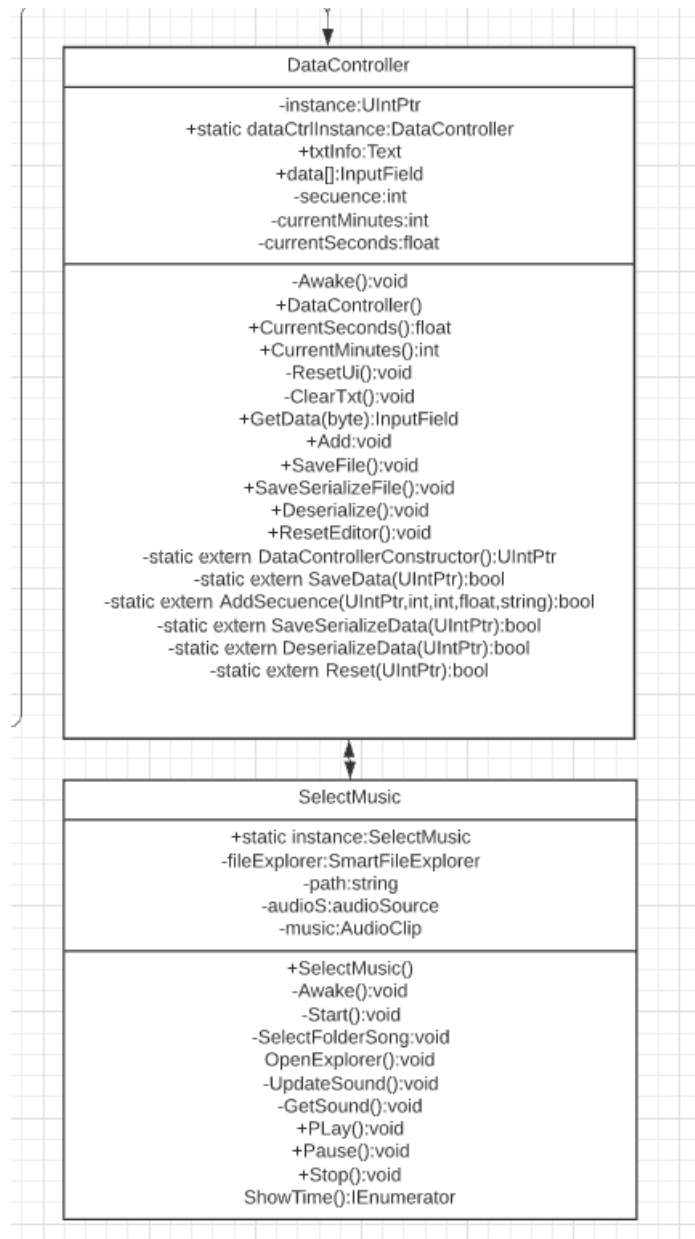 DataController
-instance:UIntPtr
+static dataCtrlInstance:DataController
+txtInfo:Text
+data[]:InputField
-secuence:int
-currentMinutes:int
-currentSeconds:float
-Awake():void
+DataController()
+CurrentSeconds():float
+CurrentMinutes():int
-ResetUi():void
-ClearTxt():void
+GetData(byte):InputField
+Add:void
+SaveFile():void
+SaveSerializeFile():void
+Deserialize():void
+ResetEditor():void
-static extern DataControllerConstructor():UIntPtr
-static extern SaveData(UIntPtr):bool
-static extern AddSecuence(UIntPtr,int,int,float,string):bool
-static extern SaveSerializeData(UIntPtr):bool
-static extern DeserializeData(UIntPtr):bool
-static extern Reset(UIntPtr):bool
SelectMusic
+static instance:SelectMusic
-fileExplorer:SmartFileExplorer
-path:string
-audioS:audioSource
-music:AudioClip
+SelectMusic()
-Awake():void
-Start():void
-SelectFolderSong:void
OpenExplorer():void
-UpdateSound():void
-GetSound():void
+PLay():void
+Pause():void
+Stop():void
ShowTime():IEnumerator